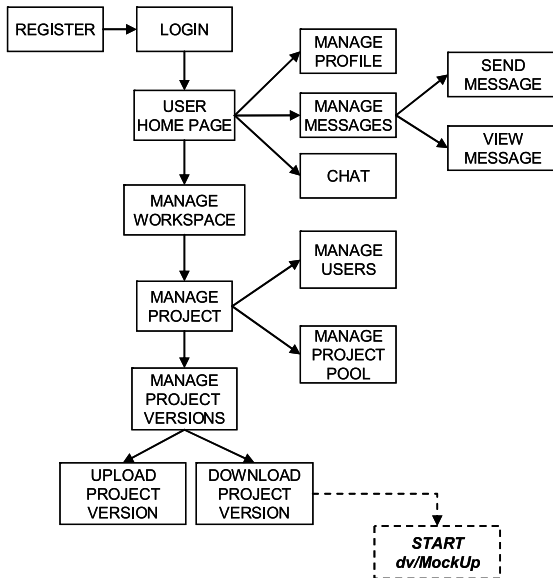 REGISTER
LOGIN
MANAGE
PROFILE
SEND
MESSAGE
USER
HOME PAGE
MANAGE
MESSAGES
VIEW
MESSAGE
CHAT
MANAGE
WORKSPACE
MANAGE
USERS
MANAGE
PROJECT
MANAGE
PROJECT
POOL
MANAGE
PROJECT
VERSIONS
UPLOAD
PROJECT
VERSION
DOWNLOAD
PROJECT
VERSION
START
dv/MockUp